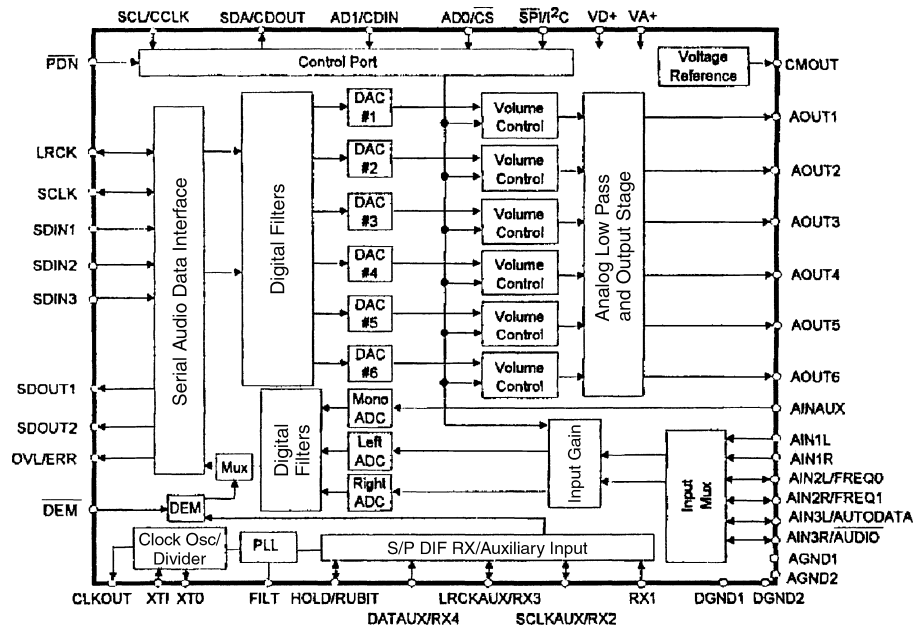 SCL/CCLK SDA/CDOUT AD1/CDIN AD0/CS SPI/I²C VD+ VA+
PDN
Control Port
Voltage
Reference
CMOUT
LRCK
SCLK
SDIN1
SDIN2
SDIN3
SDOUT1
SDOUT2
OVL/ERR
DEM
Serial Audio Data Interface
Digital Filters
DAC
#1
DAC
#2
DAC
#3
DAC
#4
DAC
#5
DAC
#6
Volume
Control
Volume
Control
Volume
Control
Volume
Control
Volume
Control
Volume
Control
Analog Low Pass
and Output Stage
AOUT1
AOUT2
AOUT3
AOUT4
AOUT5
AOUT6
Digital
Filters
Mono
ADC
Left
ADC
Right
ADC
Input Gain
Input
Mux
AINAUX
AIN1L
AIN1R
AIN2L/FREQ0
AIN2R/FREQ1
AIN3L/AUTODATA
AIN3R/AUDIO
AGND1
AGND2
Mux
DEM
Clock Osc/
Divider
PLL
S/P DIF RX/Auxiliary Input
CLKOUT XTI XT0 FILT HOLD/RUBIT LRCKAUX/RX3 RX1 DGND1 DGND2
DATAUX/RX4 SCLKAUX/RX2